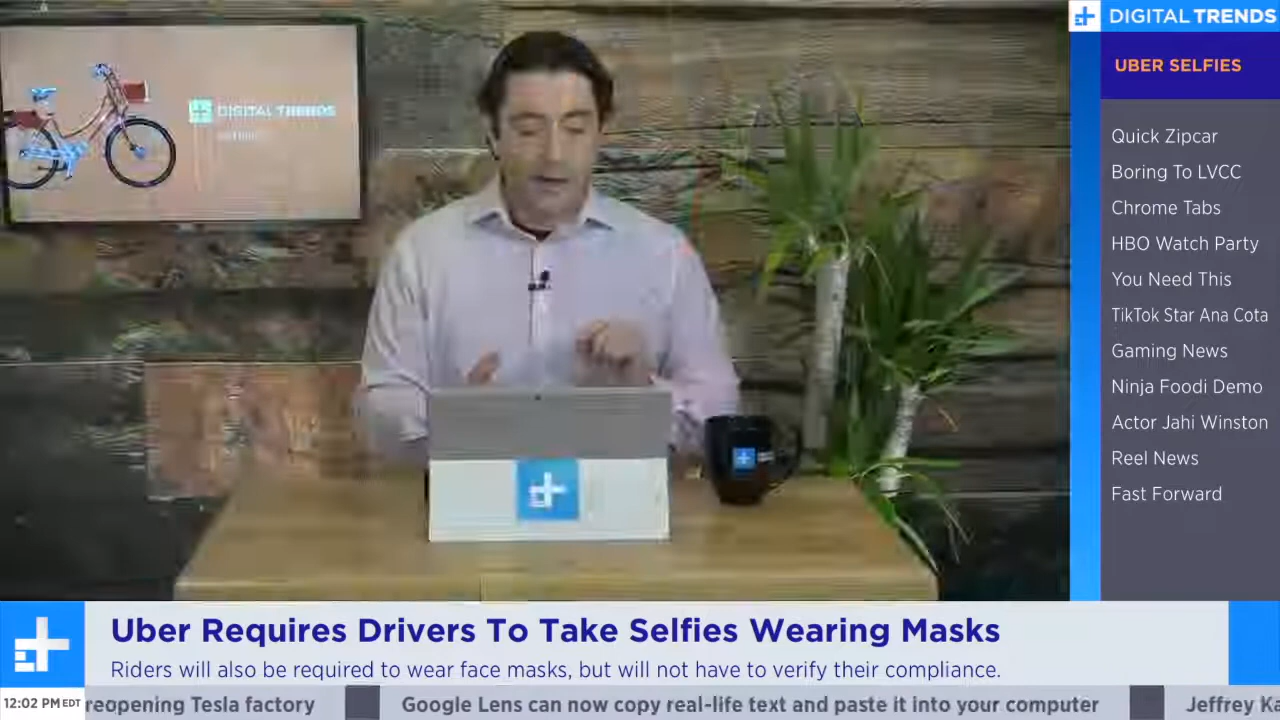 DIGITAL TRENDS
UBER SELFIES
Quick Zipcar
Boring To LVCC
Chrome Tabs
HBO Watch Party
You Need This
TikTok Star Ana Cota
Gaming News
Ninja Foodi Demo
Actor Jahi Winston
Reel News
Fast Forward
DIGITAL TRENDS
Uber Requires Drivers To Take Selfies Wearing Masks
Riders will also be required to wear face masks, but will not have to verify their compliance.
12:02 PM EDT
reopening Tesla factory
Google Lens can now copy real-life text and paste it into your computer
Jeffrey Ka